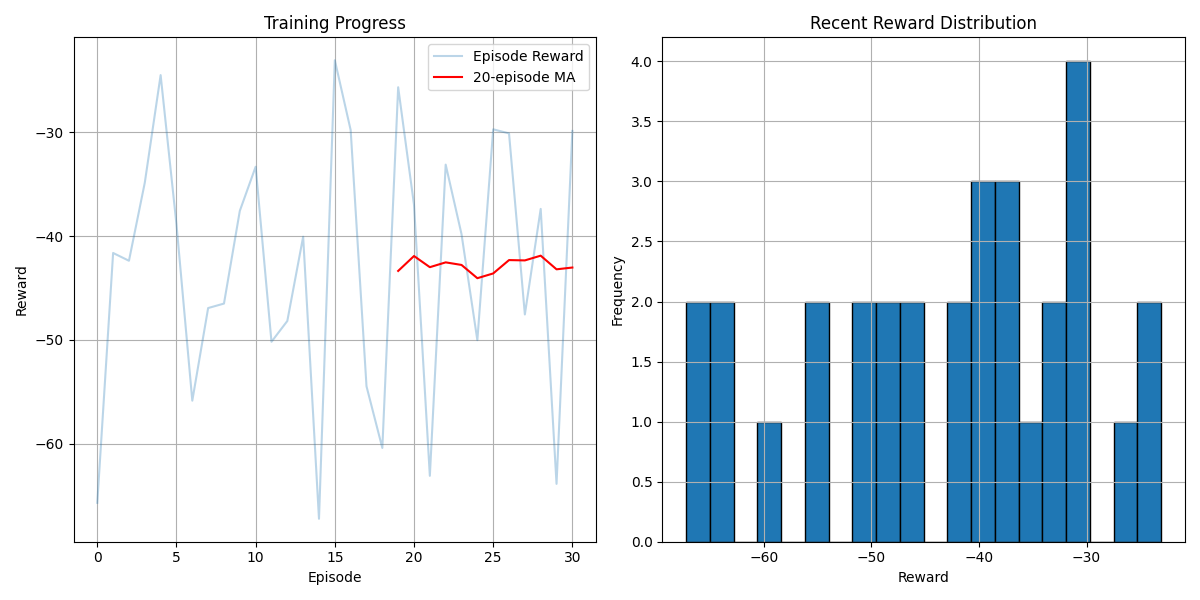 Training Progress
Episode Reward
20-episode MA
−30
−40
−50
−60
0 5 10 15 20 25 30
Reward
Episode
Recent Reward Distribution
4.0
3.5
3.0
2.5
2.0
1.5
1.0
0.5
0.0
−60 −50 −40 −30
Frequency
Reward